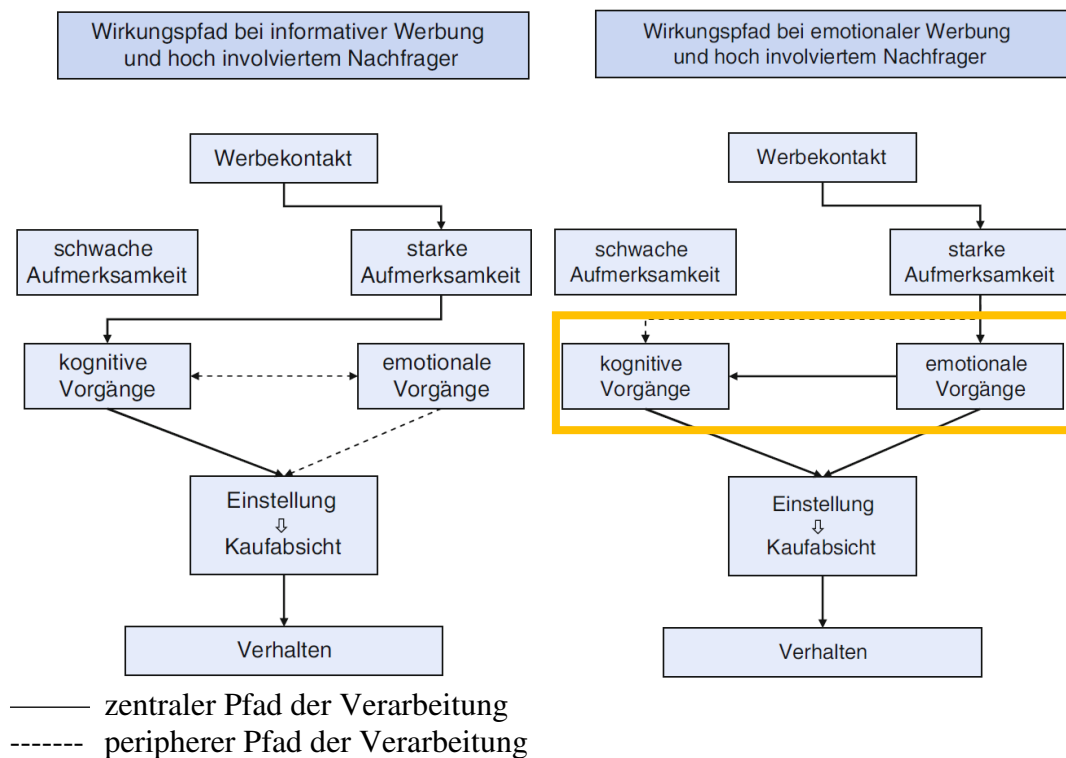 Wirkungspfad bei informativer Werbung
und hoch involviertem Nachfrager
Werbekontakt
schwache
Aufmerksamkeit
starke
Aufmerksamkeit
kognitive
Vorgänge
emotionale
Vorgänge
Einstellung
⇩
Kaufabsicht
Verhalten
Wirkungspfad bei emotionaler Werbung
und hoch involviertem Nachfrager
Werbekontakt
schwache
Aufmerksamkeit
starke
Aufmerksamkeit
kognitive
Vorgänge
emotionale
Vorgänge
Einstellung
⇩
Kaufabsicht
Verhalten
zentraler Pfad der Verarbeitung
peripherer Pfad der Verarbeitung